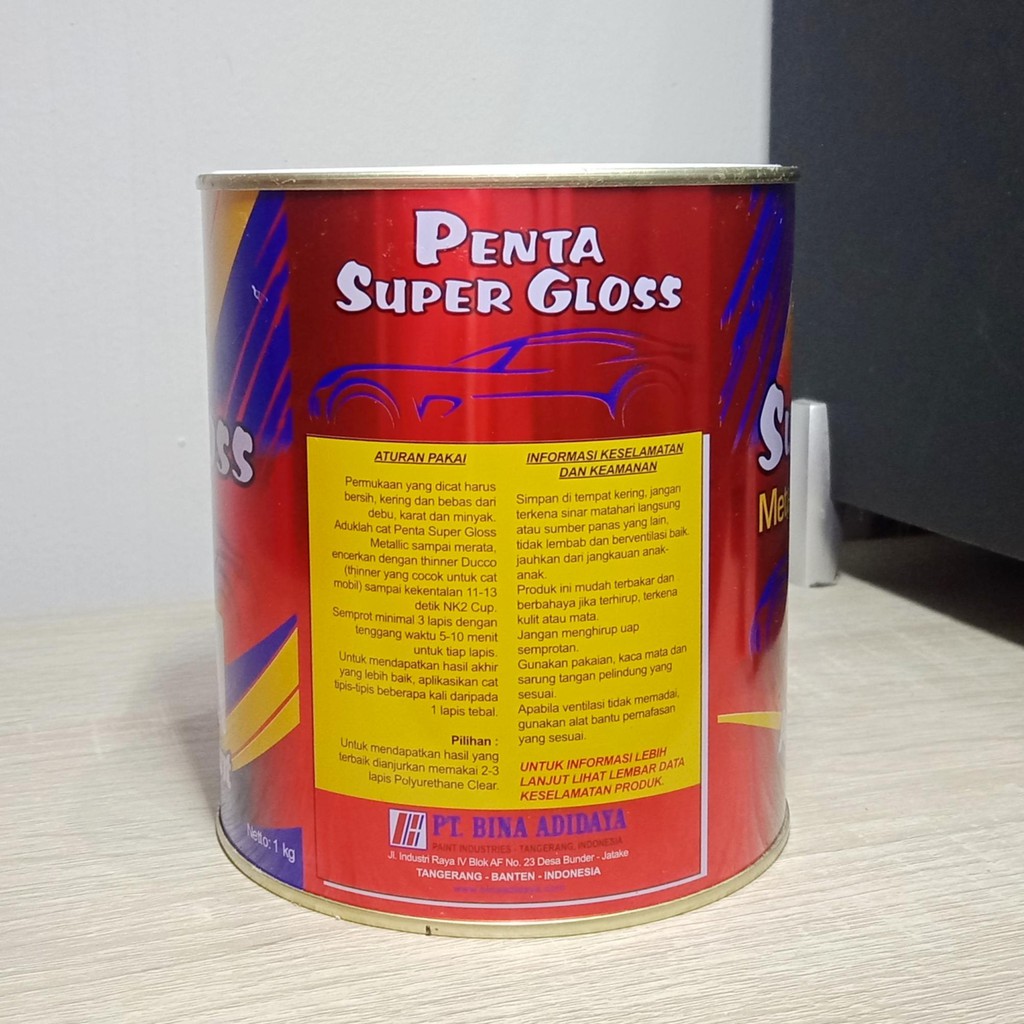 PENTA
SUPER GLOSS
ATURAN PAKAI
Permukaan yang dicat harus
bersih, kering dan bebas dari
debu, karat dan minyak.
Aduklah cat Penta Super Gloss
Metallic sampai merata,
encerkan dengan thinner Ducco
(thinner yang cocok untuk cat
mobil) sampai kekentalan 11-13
detik NK2 Cup.
Semprot minimal 3 lapis dengan
tenggang waktu 5-10 menit
untuk tiap lapis.
Untuk mendapatkan hasil akhir
yang lebih baik, aplikasikan cat
tipis-tipis beberapa kali daripada
1 lapis tebal.
Pilihan :
Untuk mendapatkan hasil yang
terbaik dianjurkan memakai 2-3
lapis Polyurethane Clear.
INFORMASI KESELAMATAN
DAN KEAMANAN
Simpan di tempat kering, jangan
terkena sinar matahari langsung
atau sumber panas yang lain,
tidak lembab dan berventilasi baik.
jauhkan dari jangkauan anak-
anak.
Produk ini mudah terbakar dan
berbahaya jika terhirup, terkena
kulit atau mata.
Jangan menghirup uap
semprotan.
Gunakan pakaian, kaca mata dan
sarung tangan pelindung yang
sesuai.
Apabila ventilasi tidak memadai,
gunakan alat bantu pernafasan
yang sesuai.
UNTUK INFORMASI LEBIH
LANJUT LIHAT LEMBAR DATA
KESELAMATAN PRODUK.
PT. BINA ADIDAYA
PAINT INDUSTRIES - TANGERANG, INDONESIA
Jl. Industri Raya IV Blok AF No. 23 Desa Bunder - Jatake
TANGERANG - BANTEN - INDONESIA
Netto: 1 kg